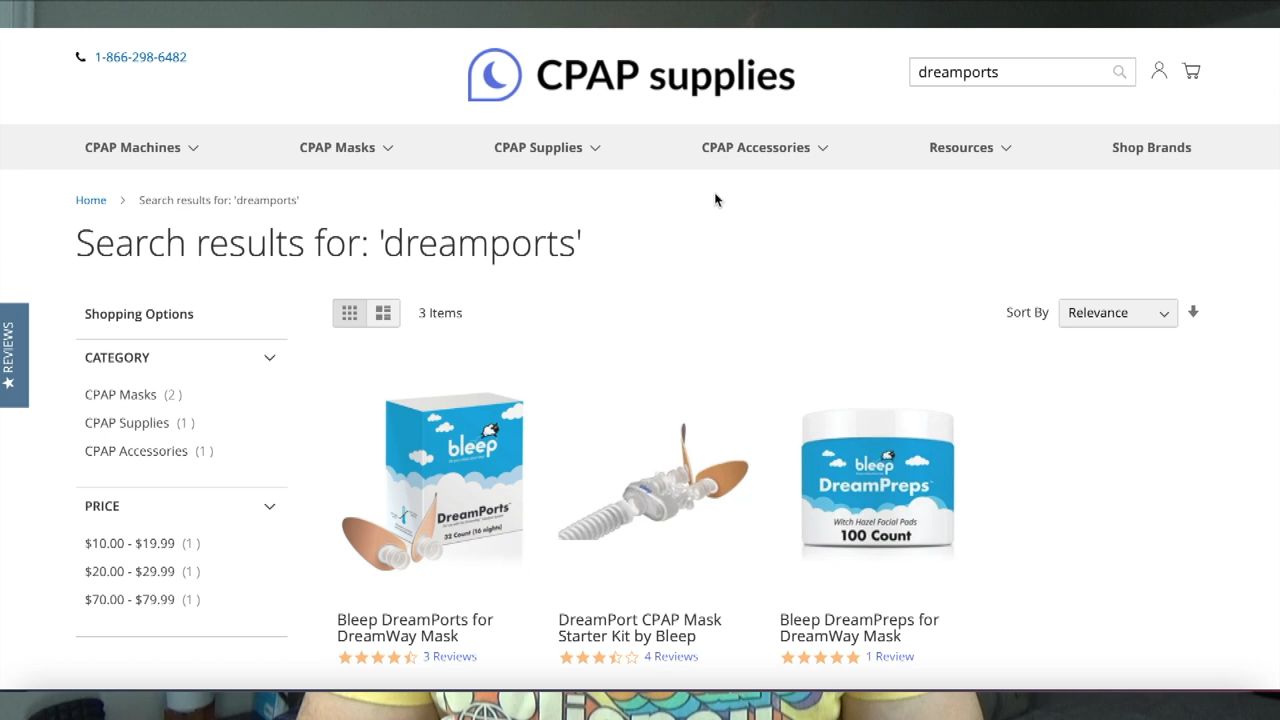 1-866-298-6482
CPAP supplies
dreamports
CPAP Machines
CPAP Masks
CPAP Supplies
CPAP Accessories
Resources
Shop Brands
Home
Search results for: 'dreamports'
Search results for: 'dreamports'
★ REVIEWS
Shopping Options
CATEGORY
CPAP Masks (2 )
CPAP Supplies (1 )
CPAP Accessories (1 )
PRICE
$10.00 - $19.99 (1 )
$20.00 - $29.99 (1 )
$70.00 - $79.99 (1 )
3 Items
Sort By
Relevance
bleep
DreamPorts™
32 Count (16 nights)
bleep
DreamPreps™
Witch Hazel Facial Pods
100 Count
Bleep DreamPorts for
DreamWay Mask
3 Reviews
DreamPort CPAP Mask
Starter Kit by Bleep
4 Reviews
Bleep DreamPreps for
DreamWay Mask
1 Review